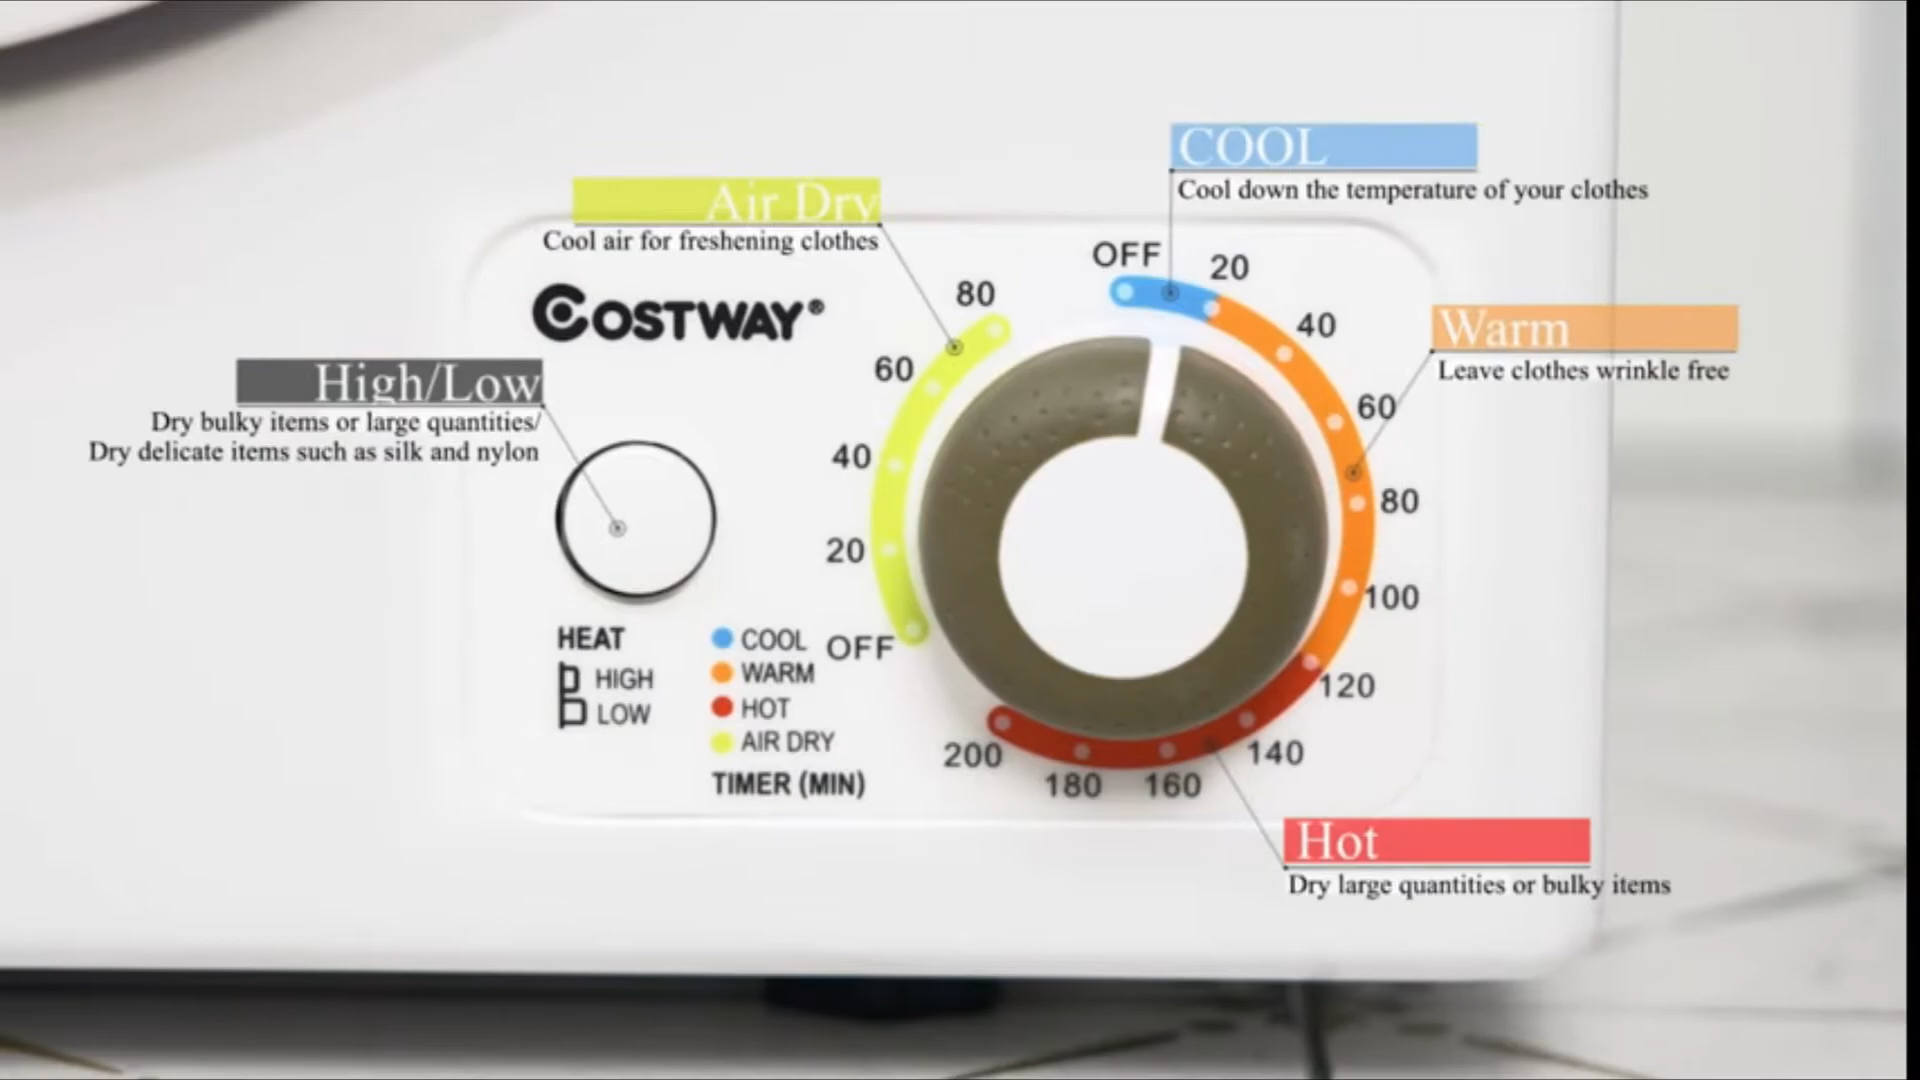 COOL
Cool down the temperature of your clothes
Air Dry
Cool air for freshening clothes
OFF
20
40
60
80
100
120
140
160
180
200
80
60
40
20
OFF
COSTWAY®
Warm
Leave clothes wrinkle free
High/Low
Dry bulky items or large quantities/
Dry delicate items such as silk and nylon
HEAT
HIGH
LOW
COOL
WARM
HOT
AIR DRY
TIMER (MIN)
Hot
Dry large quantities or bulky items